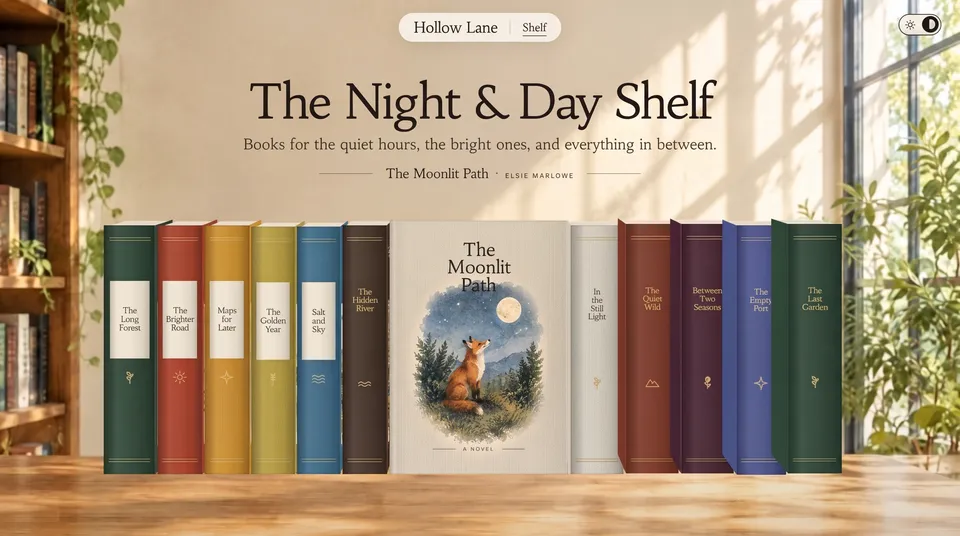 Hollow Lane
Shelf
The Night & Day Shelf
Books for the quiet hours, the bright ones, and everything in between.
The Moonlit Path · ELSIE MARLOWE
The
Long
Forest
The
Brighter
Road
Maps
for
Later
The
Golden
Year
Salt
and
Sky
The
Hidden
River
The
Moonlit
Path
A NOVEL
In
the
Still
Light
The
Quiet
Wild
Between
Two
Seasons
The
Empty
Port
The
Last
Garden